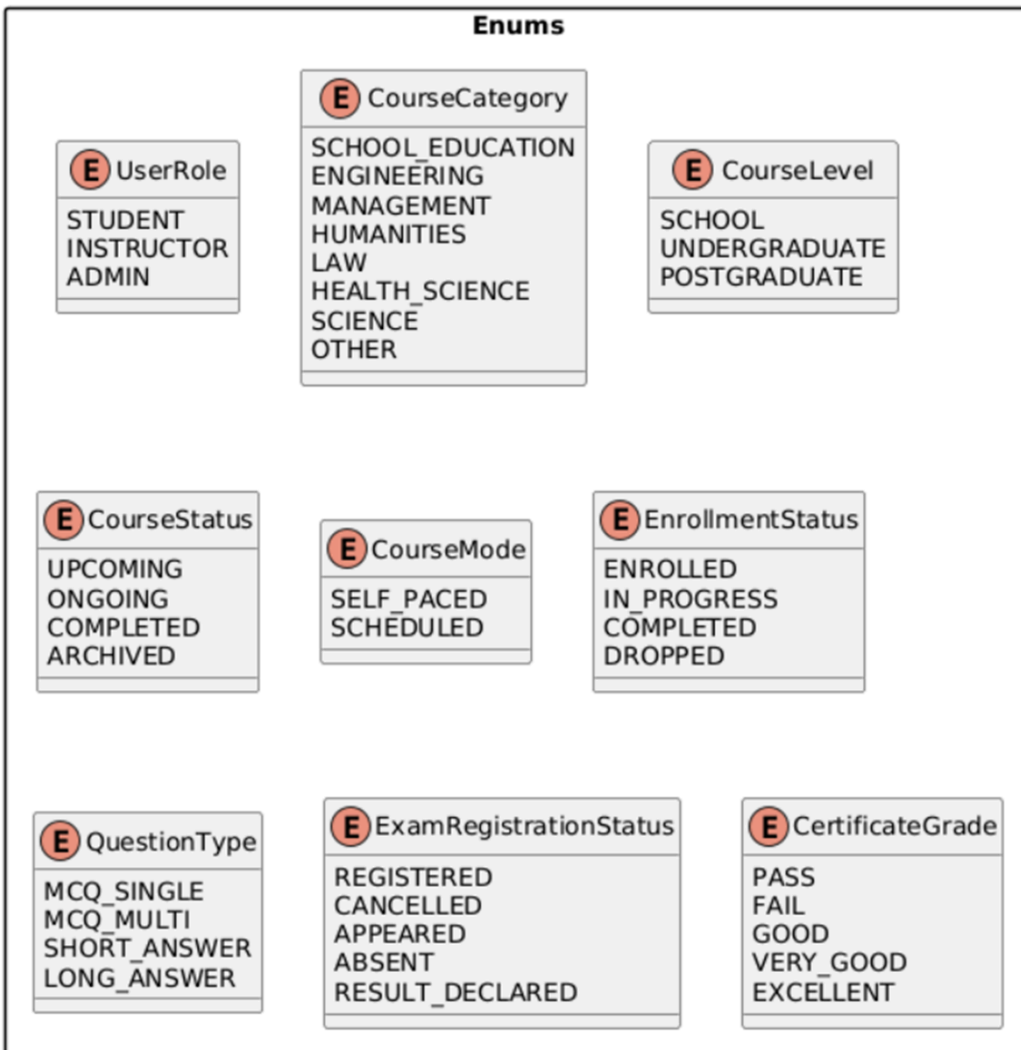 Enums
E UserRole
STUDENT
INSTRUCTOR
ADMIN
E CourseCategory
SCHOOL_EDUCATION
ENGINEERING
MANAGEMENT
HUMANITIES
LAW
HEALTH_SCIENCE
SCIENCE
OTHER
E CourseLevel
SCHOOL
UNDERGRADUATE
POSTGRADUATE
E CourseStatus
UPCOMING
ONGOING
COMPLETED
ARCHIVED
E CourseMode
SELF_PACED
SCHEDULED
E EnrollmentStatus
ENROLLED
IN_PROGRESS
COMPLETED
DROPPED
E QuestionType
MCQ_SINGLE
MCQ_MULTI
SHORT_ANSWER
LONG_ANSWER
E ExamRegistrationStatus
REGISTERED
CANCELLED
APPEARED
ABSENT
RESULT_DECLARED
E CertificateGrade
PASS
FAIL
GOOD
VERY_GOOD
EXCELLENT